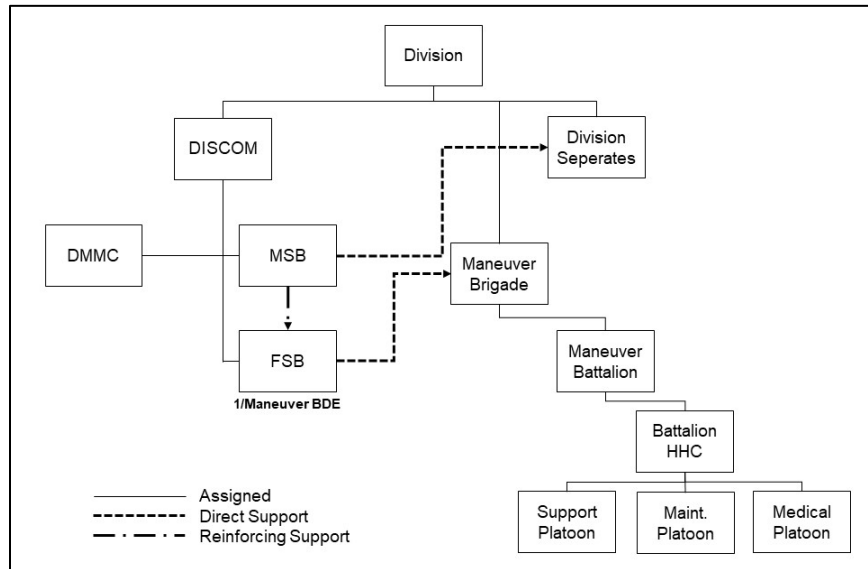 Division
DISCOM
Division
Seperates
DMMC
MSB
Maneuver
Brigade
FSB
1/Maneuver BDE
Maneuver
Battalion
Battalion
HHC
Support
Platoon
Maint.
Platoon
Medical
Platoon
Assigned
Direct Support
Reinforcing Support